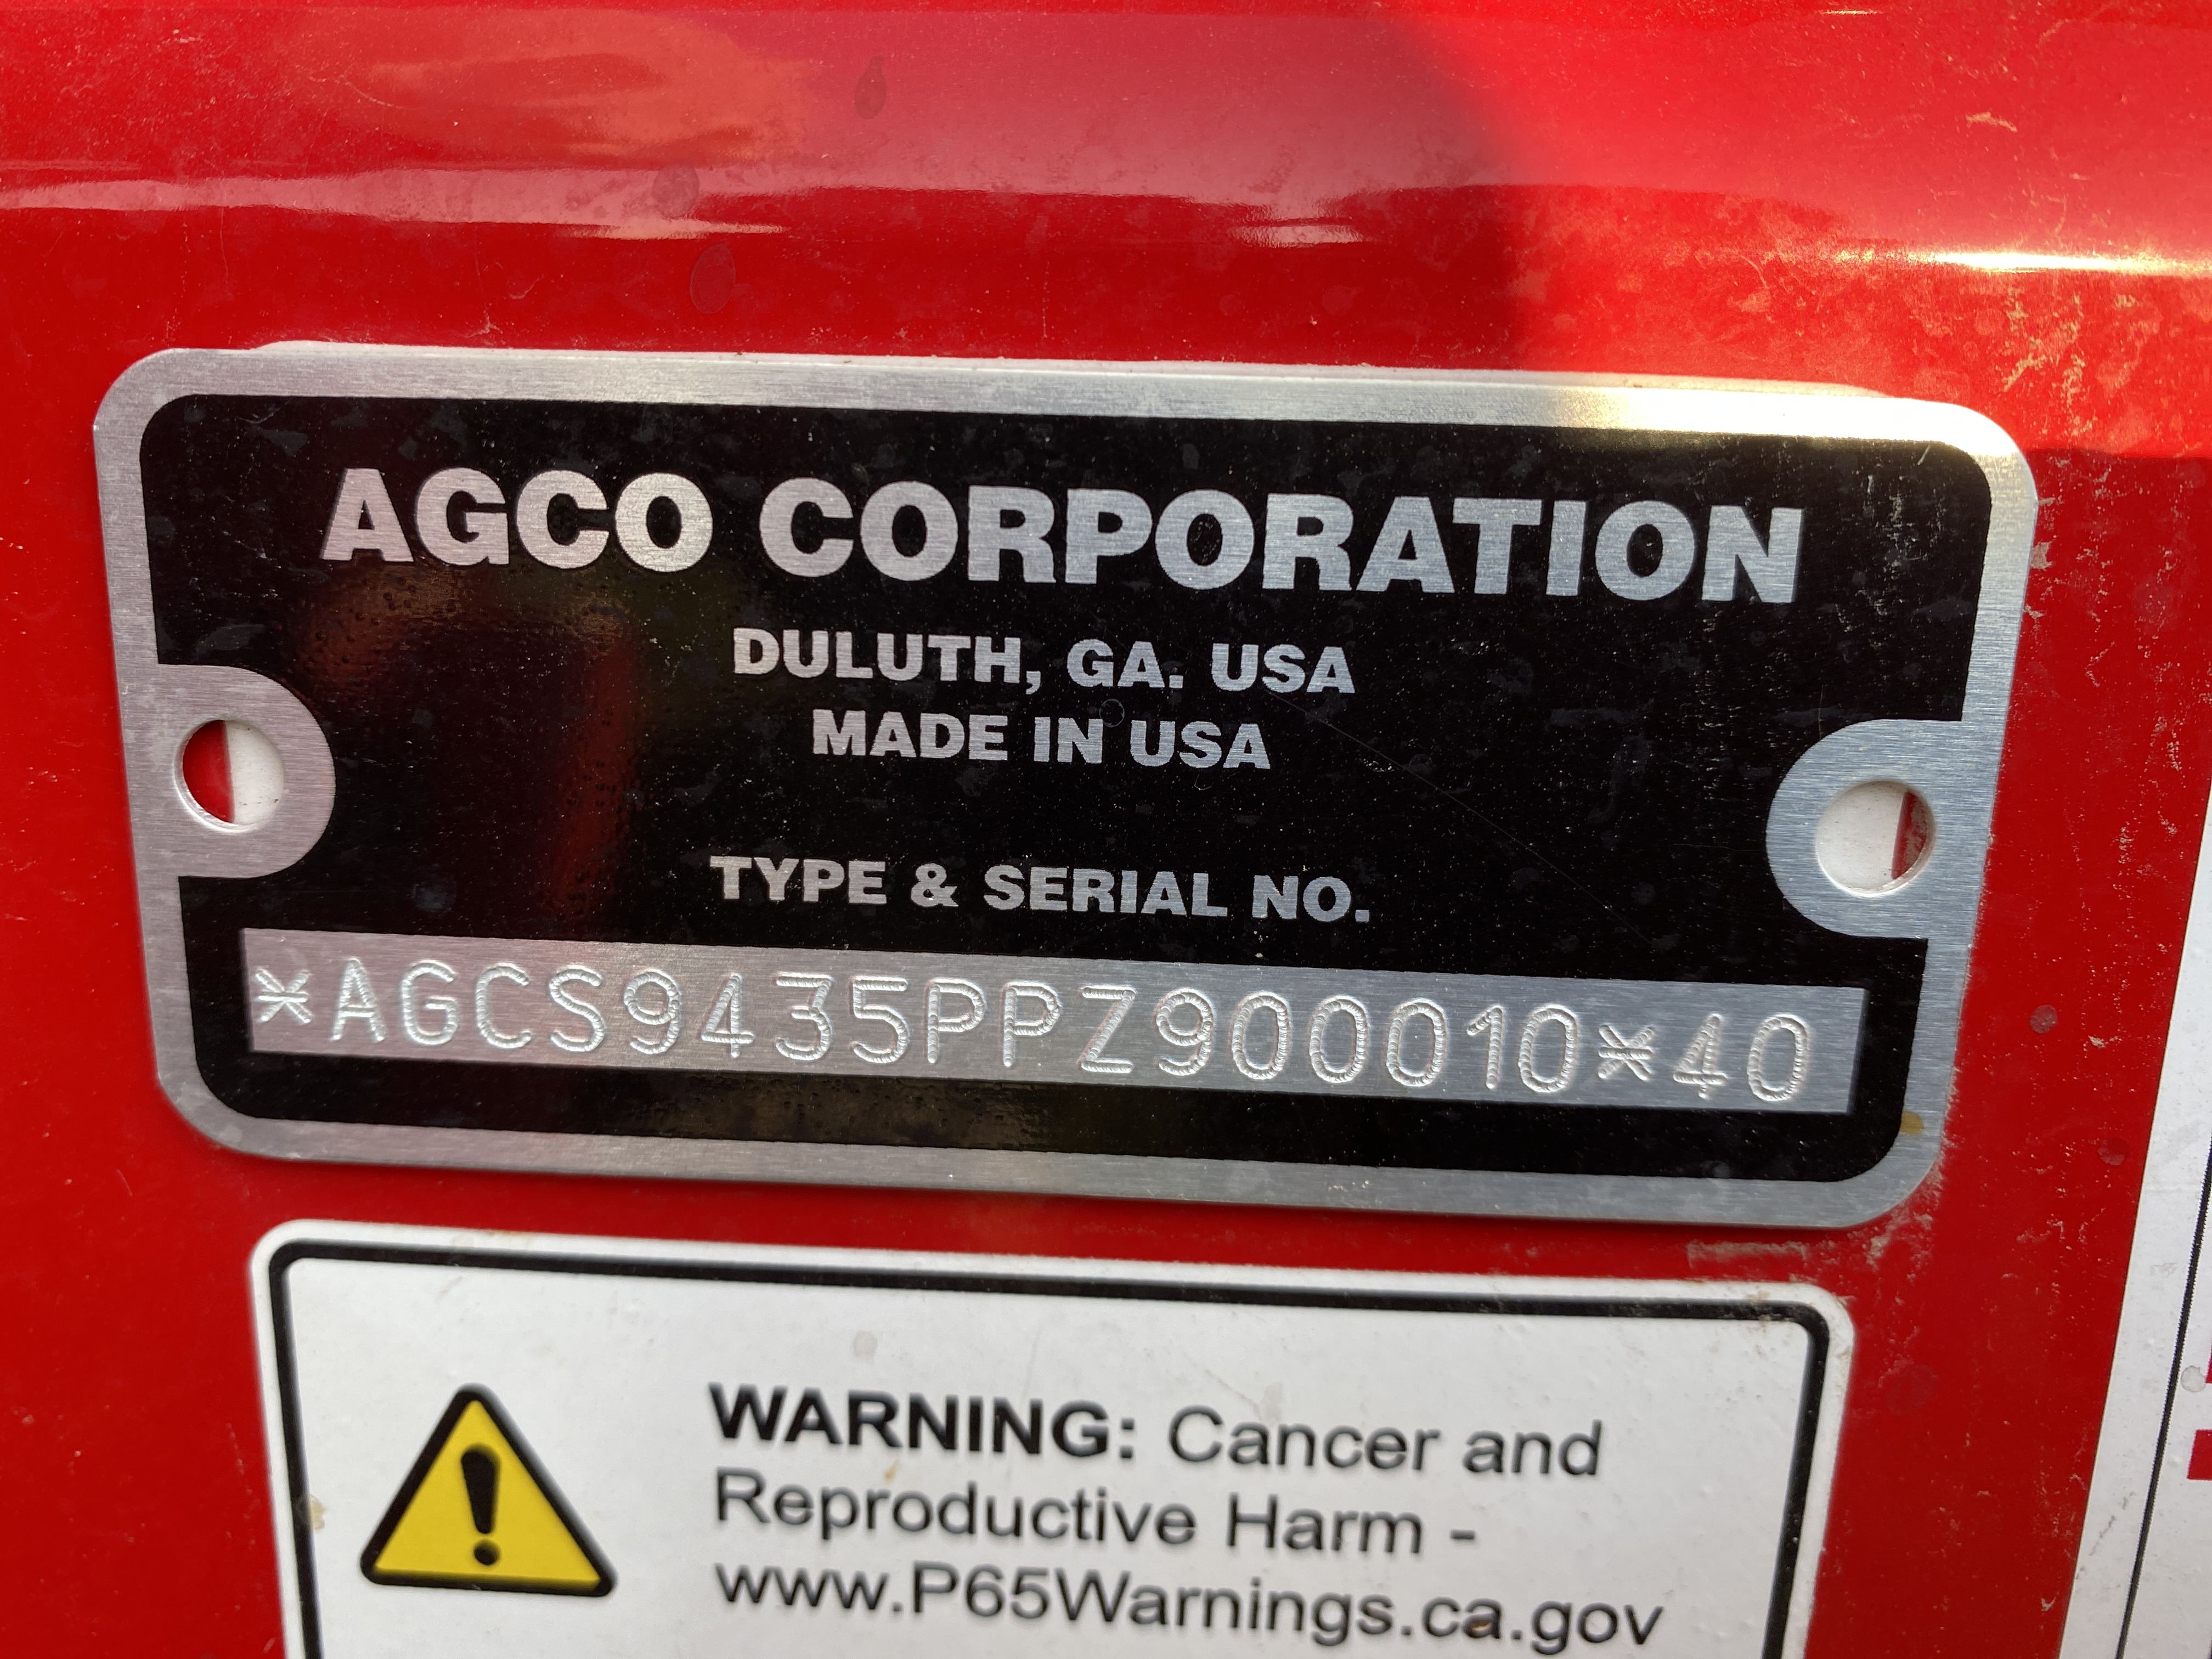 AGCO CORPORATION
DULUTH, GA. USA
MADE IN USA
TYPE & SERIAL NO.
*AGCS9435PPZ900010*40
WARNING: Cancer and
Reproductive Harm -
www.P65Warnings.ca.gov